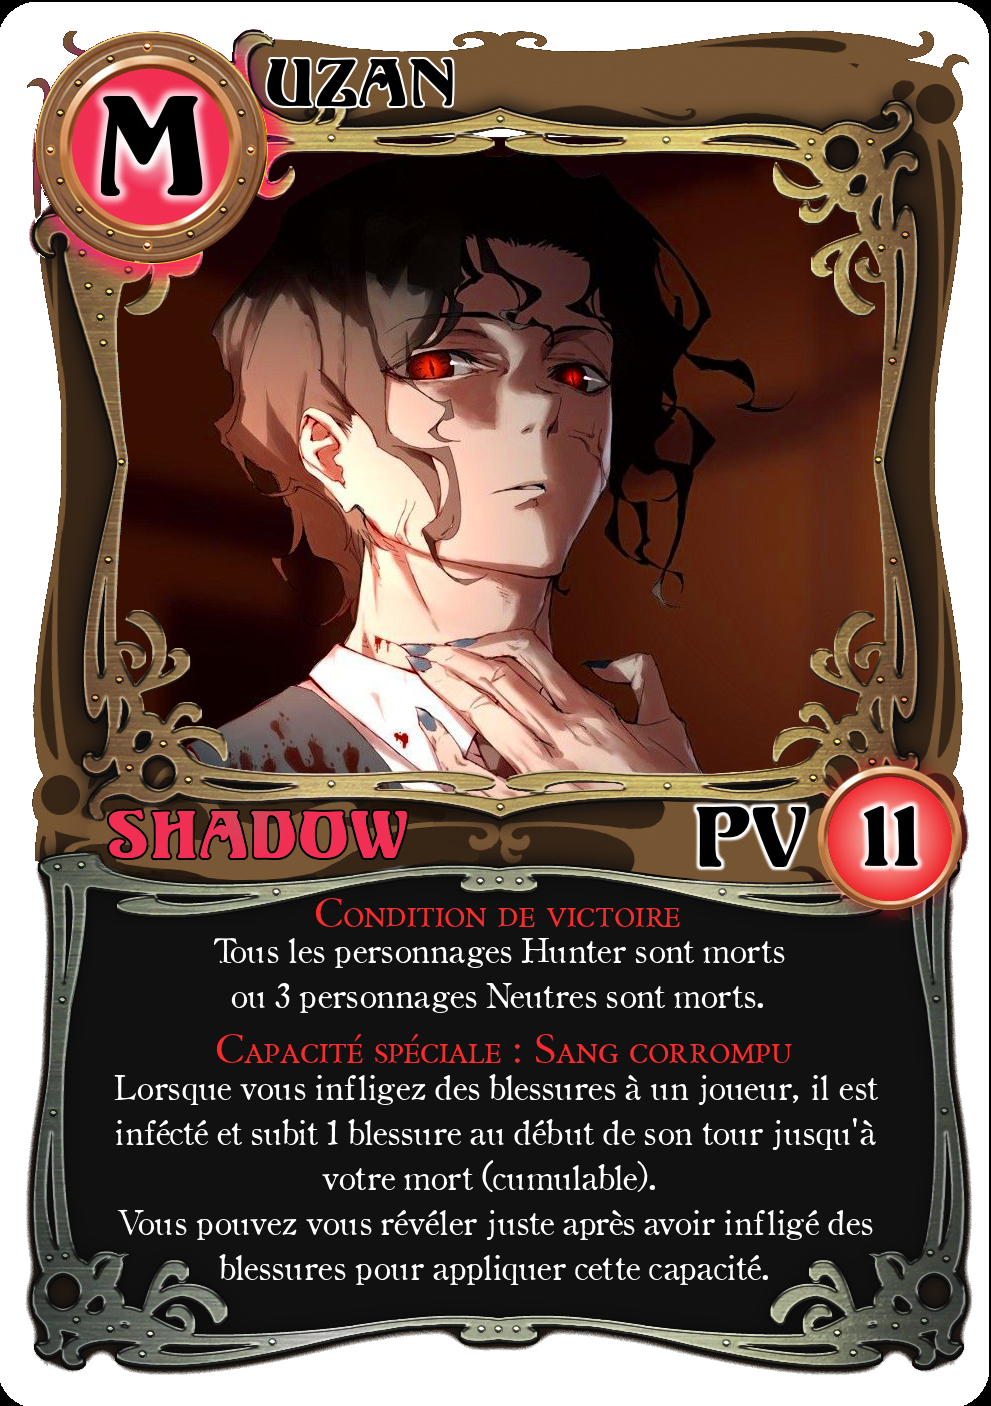 MUZAN
SHADOW
PV 11
Condition de victoire
Tous les personnages Hunter sont morts
ou 3 personnages Neutres sont morts.
Capacité spéciale : Sang corrompu
Lorsque vous infligez des blessures à un joueur, il est
infécté et subit 1 blessure au début de son tour jusqu'à
votre mort (cumulable).
Vous pouvez vous révéler juste après avoir infligé des
blessures pour appliquer cette capacité.